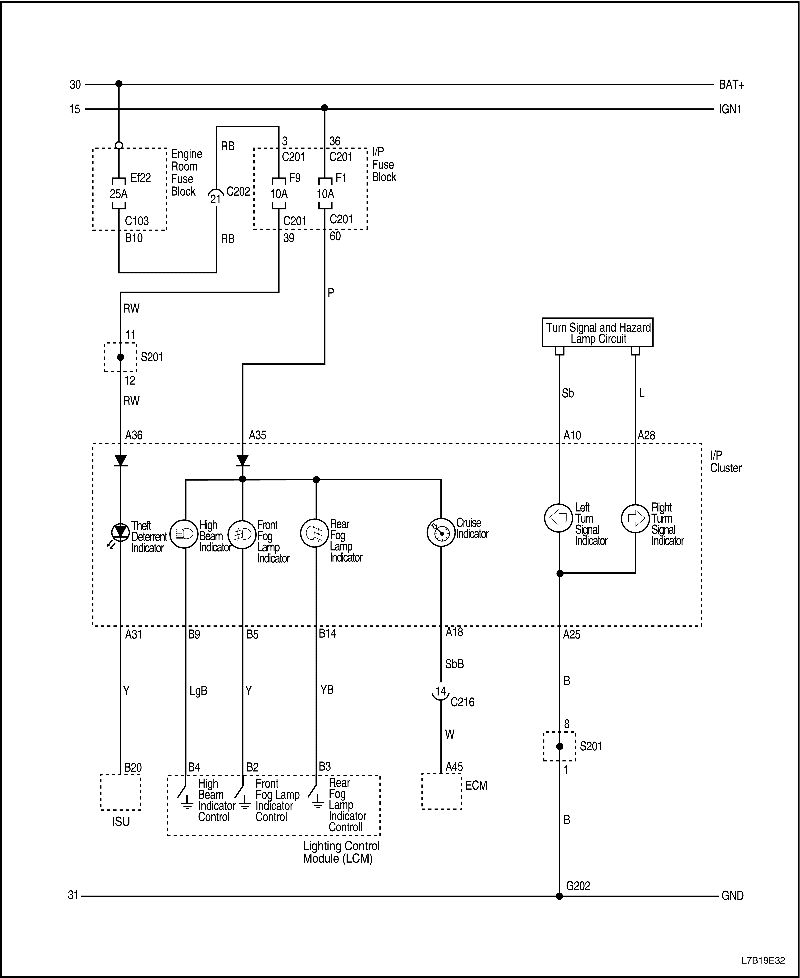 30
BAT+
15
IGN1
RB
3
36
C201
C201
Engine
Room
Fuse
Block
I/P
Fuse
Block
Ef22
25A
21
C202
F9
10A
F1
10A
C103
C201
C201
B10
RB
39
60
P
RW
11
S201
12
RW
Turn Signal and Hazard
Lamp Circuit
Sb
L
A36
A35
A10
A28
I/P
Cluster
Theft
Deterrent
Indicator
High
Beam
Indicator
Front
Fog
Lamp
Indicator
Rear
Fog
Lamp
Indicator
Cruise
Indicator
Left
Turn
Signal
Indicator
Right
Turn
Signal
Indicator
A31
B9
B5
B14
A18
A25
Y
LgB
Y
YB
SbB
B
14
C216
W
8
S201
1
B20
B4
B2
B3
A45
ISU
High
Beam
Indicator
Control
Front
Fog Lamp
Indicator
Control
Rear
Fog
Lamp
Indicator
Controll
ECM
B
Lighting Control
Module (LCM)
G202
31
GND
L7B19E32